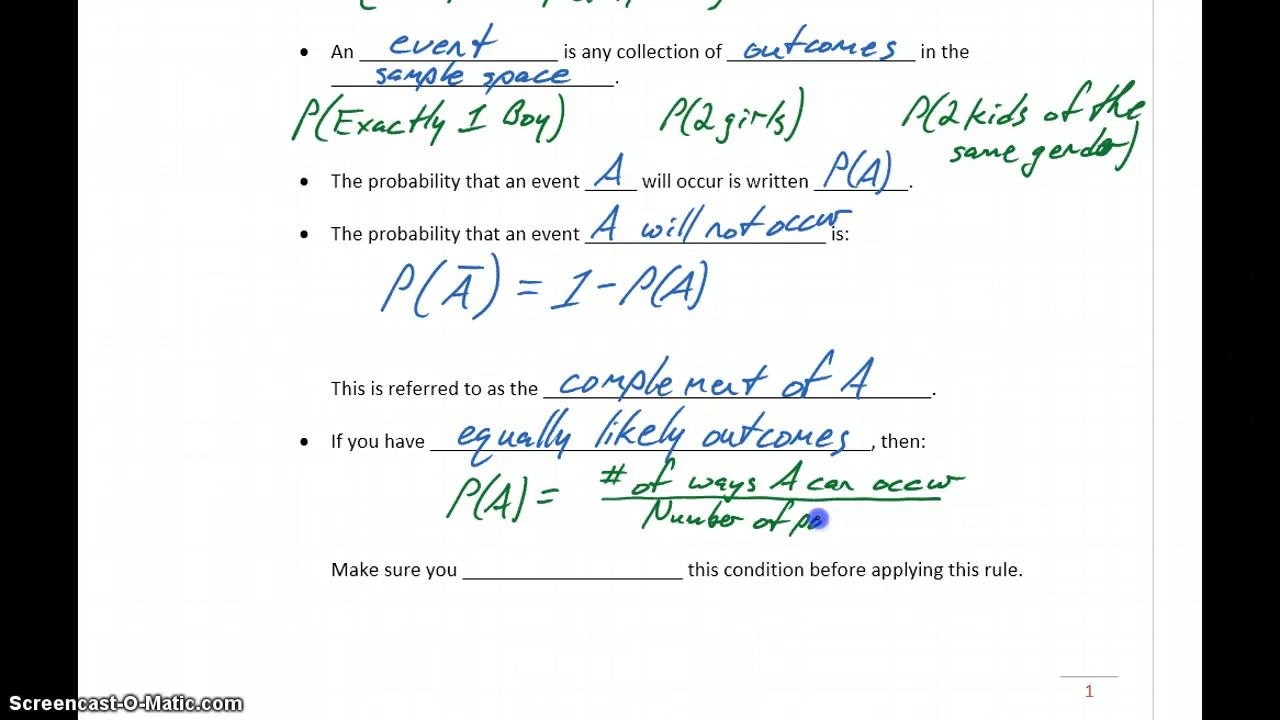 • An event is any collection of outcomes in the
sample space.
P(Exactly 1 Boy) P(2 girls) P(2 kids of the
same gender)
• The probability that an event A will occur is written P(A).
• The probability that an event A will not occur is:
P(Ā) = 1 - P(A)
This is referred to as the complement of A.
• If you have equally likely outcomes, then:
P(A) = # of ways A can occur
Number of po
Make sure you ____________________ this condition before applying this rule.
1
Screencast-O-Matic.com